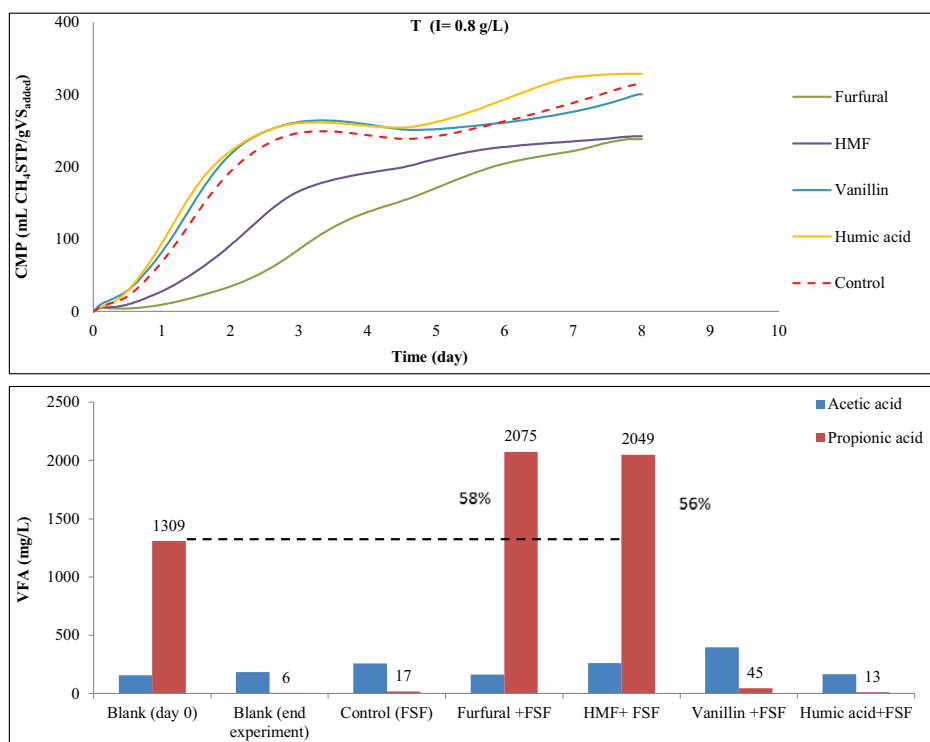 T (I= 0.8 g/L)
CMP (mL CH₄STP/gVS_added)
400
300
200
100
0
0 1 2 3 4 5 6 7 8 9 10
Time (day)
Furfural
HMF
Vanillin
Humic acid
Control
VFA (mg/L)
2500
2000
1500
1000
500
0
Acetic acid
Propionic acid
1309
6
17
2075
58%
2049
56%
45
13
Blank (day 0)
Blank (end
experiment)
Control (FSF)
Furfural +FSF
HMF+ FSF
Vanillin +FSF
Humic acid+FSF